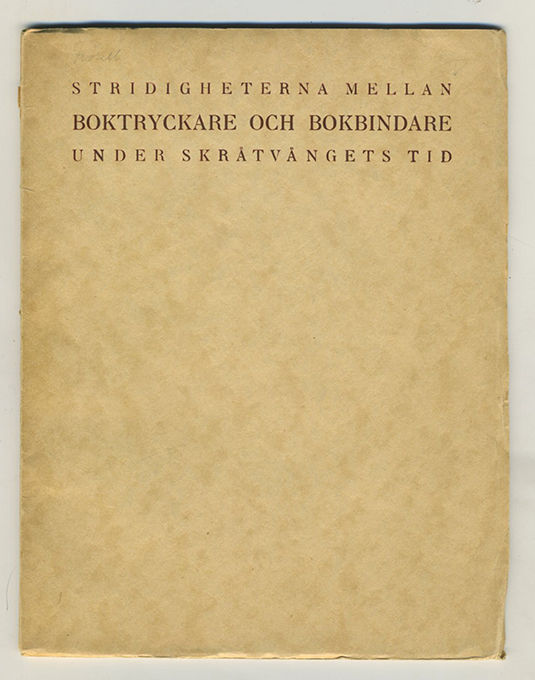 STRIDIGHETERNA MELLAN
BOKTRYCKARE OCH BOKBINDARE
UNDER SKRÅTVÅNGETS TID